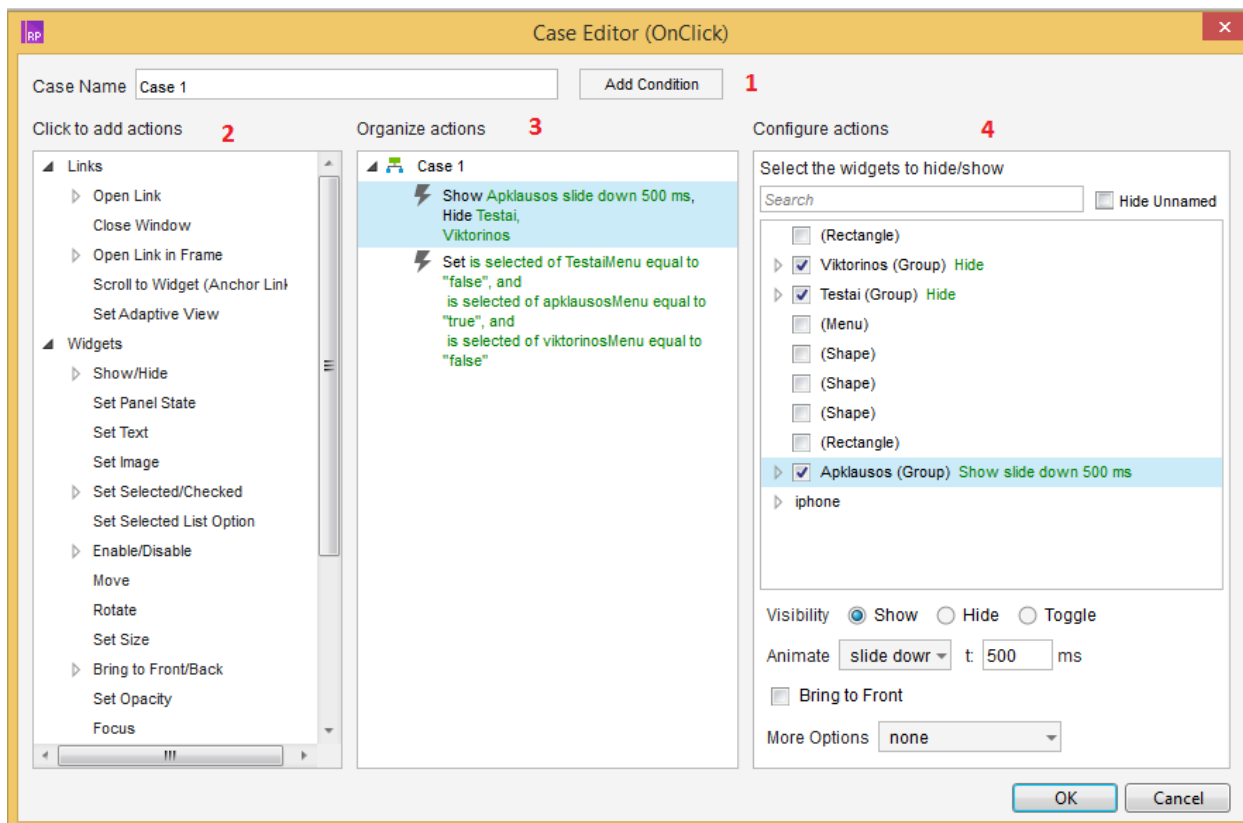 RP
Case Editor (OnClick)
Case Name Case 1 Add Condition 1
Click to add actions 2
Links
Open Link
Close Window
Open Link in Frame
Scroll to Widget (Anchor Link
Set Adaptive View
Widgets
Show/Hide
Set Panel State
Set Text
Set Image
Set Selected/Checked
Set Selected List Option
Enable/Disable
Move
Rotate
Set Size
Bring to Front/Back
Set Opacity
Focus
Organize actions 3
Case 1
Show Apklausos slide down 500 ms,
Hide Testai,
Viktorinos
Set is selected of TestaiMenu equal to
"false", and
is selected of apklausosMenu equal to
"true", and
is selected of viktorinosMenu equal to
"false"
Configure actions 4
Select the widgets to hide/show
Search Hide Unnamed
(Rectangle)
Viktorinos (Group) Hide
Testai (Group) Hide
(Menu)
(Shape)
(Shape)
(Shape)
(Rectangle)
Apklausos (Group) Show slide down 500 ms
iphone
Visibility Show Hide Toggle
Animate slide dowr t: 500 ms
Bring to Front
More Options none
OK Cancel